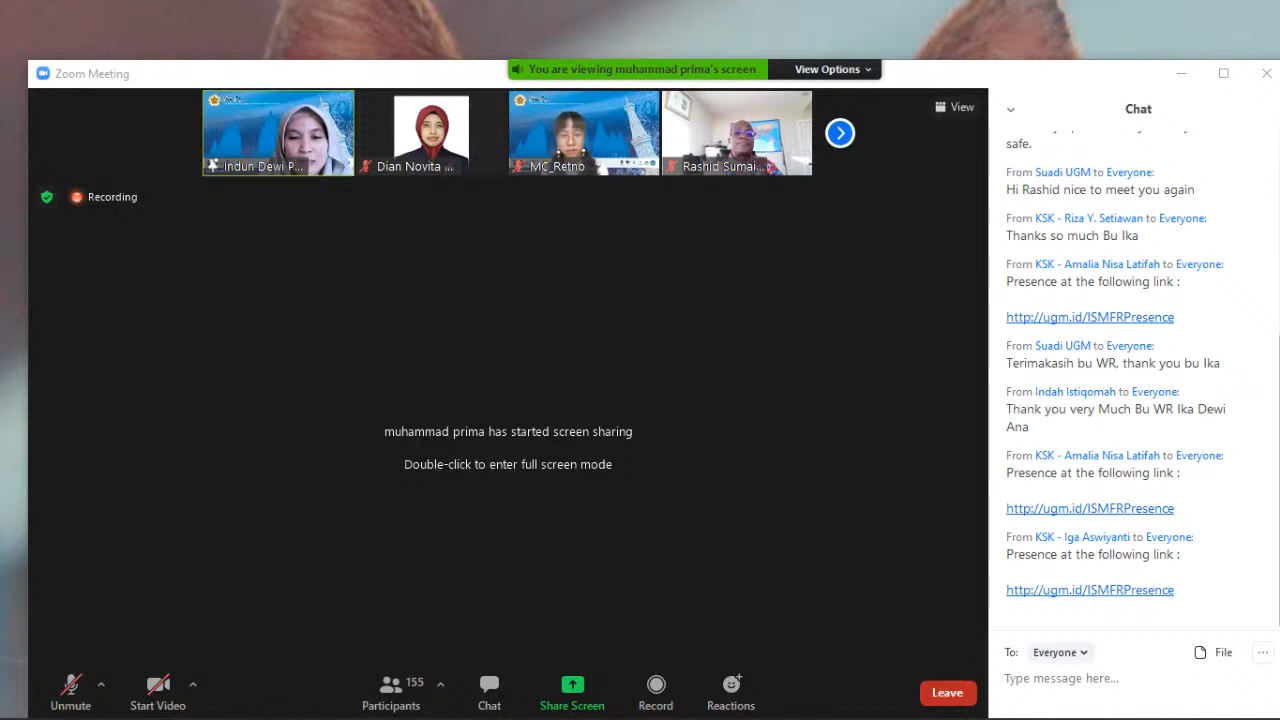 Zoom Meeting
You are viewing muhammad prima's screen
View Options
View
Indun Dewi P...
Dian Novita ...
MC_Retno
Rashid Sumai...
Recording
muhammad prima has started screen sharing
Double-click to enter full screen mode
Unmute
Start Video
155
Participants
Chat
Share Screen
Record
Reactions
Leave
Chat
safe.
From Suadi UGM to Everyone:
Hi Rashid nice to meet you again
From KSK - Riza Y. Setiawan to Everyone:
Thanks so much Bu Ika
From KSK - Amalia Nisa Latifah to Everyone:
Presence at the following link :
http://ugm.id/ISMFRPresence
From Suadi UGM to Everyone:
Terimakasih bu WR, thank you bu Ika
From Indah Istiqomah to Everyone:
Thank you very Much Bu WR Ika Dewi
Ana
From KSK - Amalia Nisa Latifah to Everyone:
Presence at the following link :
http://ugm.id/ISMFRPresence
From KSK - Iga Aswiyanti to Everyone:
Presence at the following link :
http://ugm.id/ISMFRPresence
To: Everyone
File
...
Type message here...